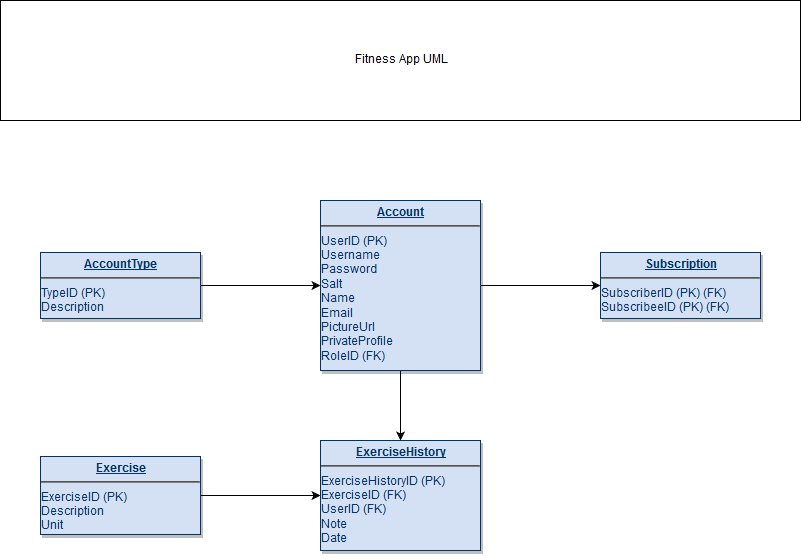 Fitness App UML
Account
UserID (PK)
Username
Password
Salt
Name
Email
PictureUrl
PrivateProfile
RoleID (FK)
AccountType
TypeID (PK)
Description
Subscription
SubscriberID (PK) (FK)
SubscribeeID (PK) (FK)
Exercise
ExerciseID (PK)
Description
Unit
ExerciseHistory
ExerciseHistoryID (PK)
ExerciseID (FK)
UserID (FK)
Note
Date